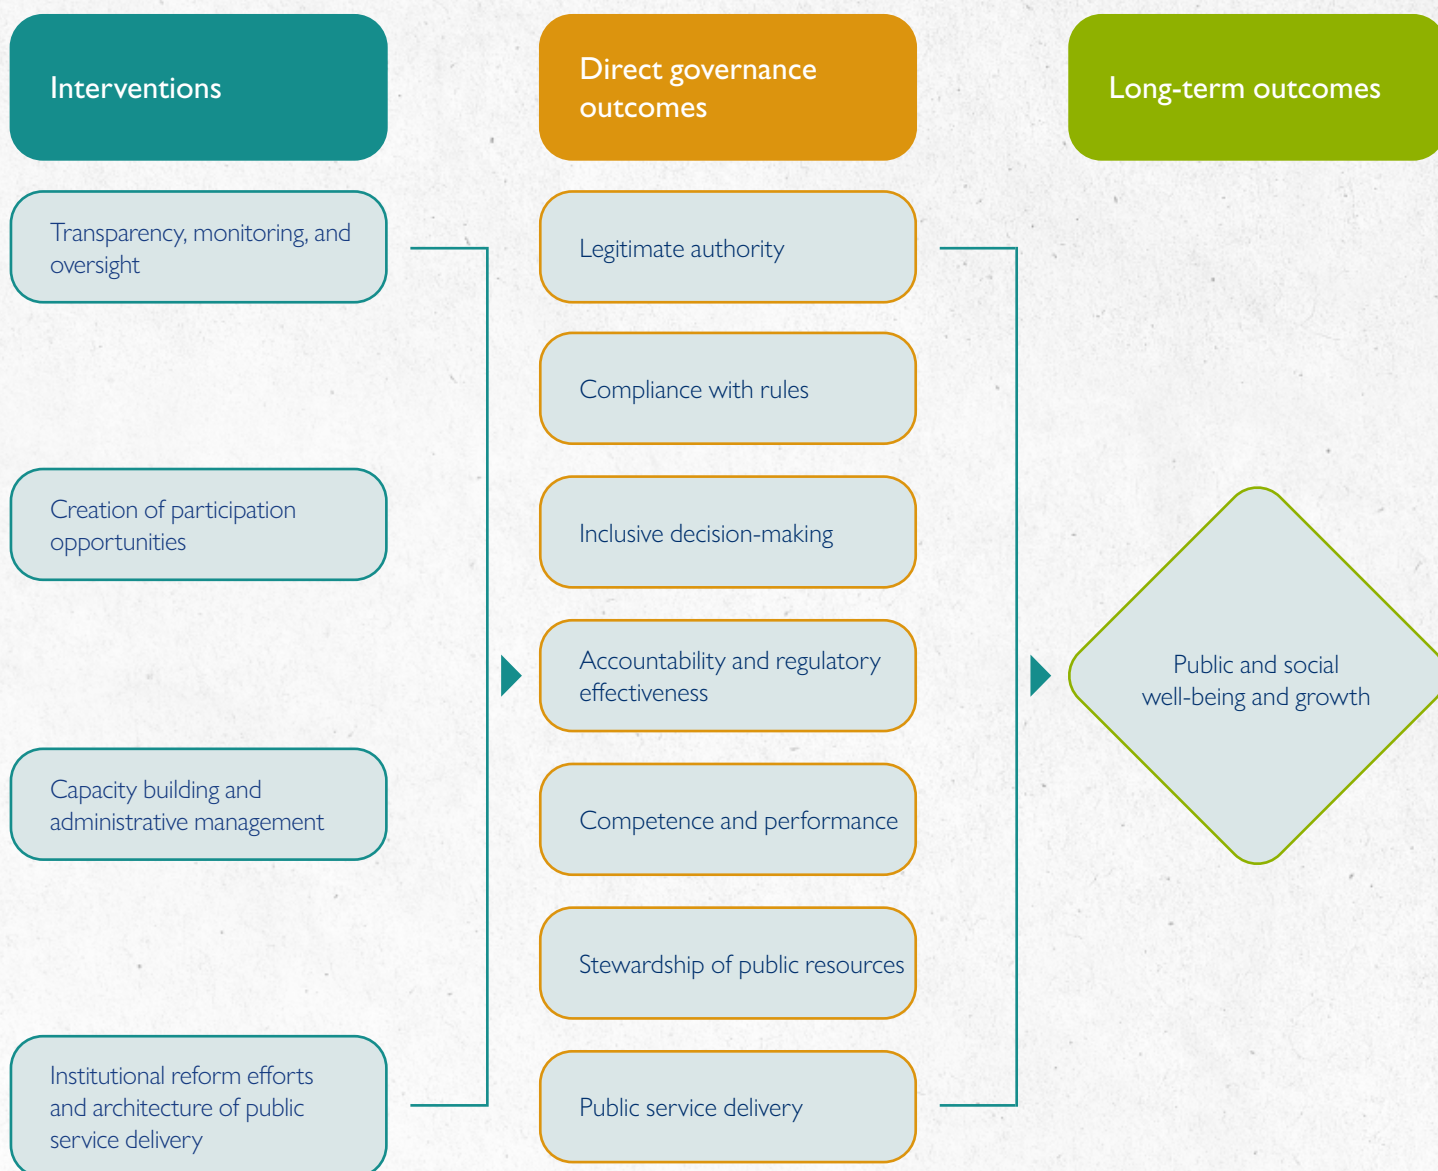 Interventions
Direct governance
outcomes
Long-term outcomes
Transparency, monitoring, and
oversight
Creation of participation
opportunities
Capacity building and
administrative management
Institutional reform efforts
and architecture of public
service delivery
Legitimate authority
Compliance with rules
Inclusive decision-making
Accountability and regulatory
effectiveness
Competence and performance
Stewardship of public resources
Public service delivery
Public and social
well-being and growth